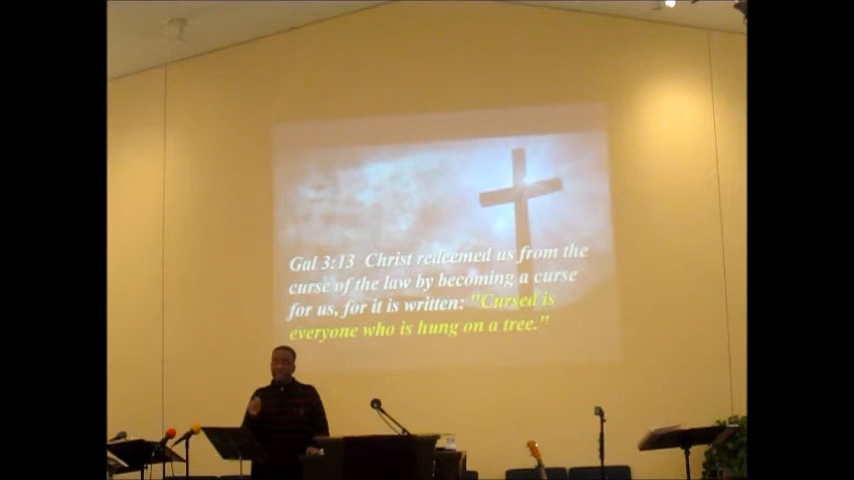 Gal 3:13 Christ redeemed us from the
curse of the law by becoming a curse
for us, for it is written: "Cursed is
everyone who is hung on a tree."